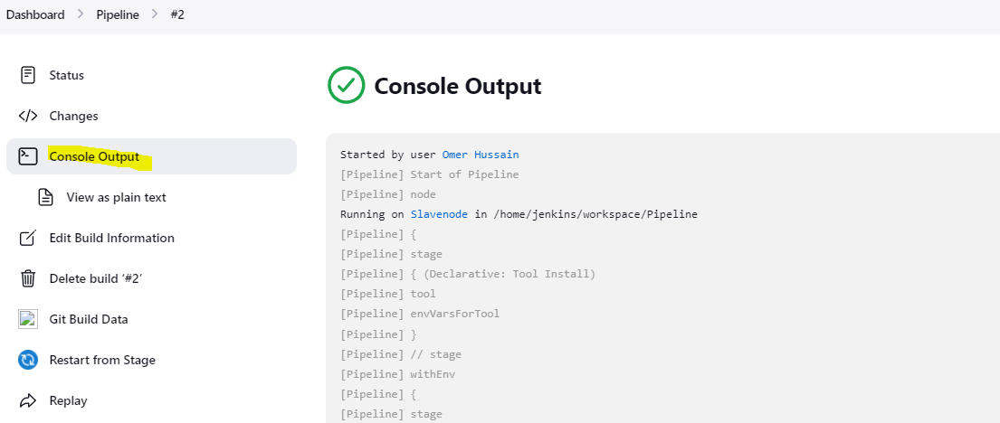 Dashboard > Pipeline > #2
Status
Changes
Console Output
View as plain text
Edit Build Information
Delete build ‘#2’
Git Build Data
Restart from Stage
Replay
Console Output
Started by user Omer Hussain
[Pipeline] Start of Pipeline
[Pipeline] node
Running on Slavenode in /home/jenkins/workspace/Pipeline
[Pipeline] {
[Pipeline] stage
[Pipeline] { (Declarative: Tool Install)
[Pipeline] tool
[Pipeline] envVarsForTool
[Pipeline] }
[Pipeline] // stage
[Pipeline] withEnv
[Pipeline] {
[Pipeline] stage